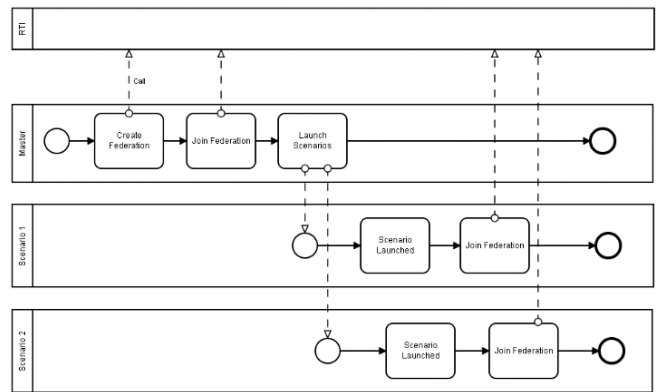 RTI
Call
Master
Create
Federation
Join Federation
Launch
Scenarios
Scenario 1
Scenario
Launched
Join Federation
Scenario 2
Scenario
Launched
Join Federation